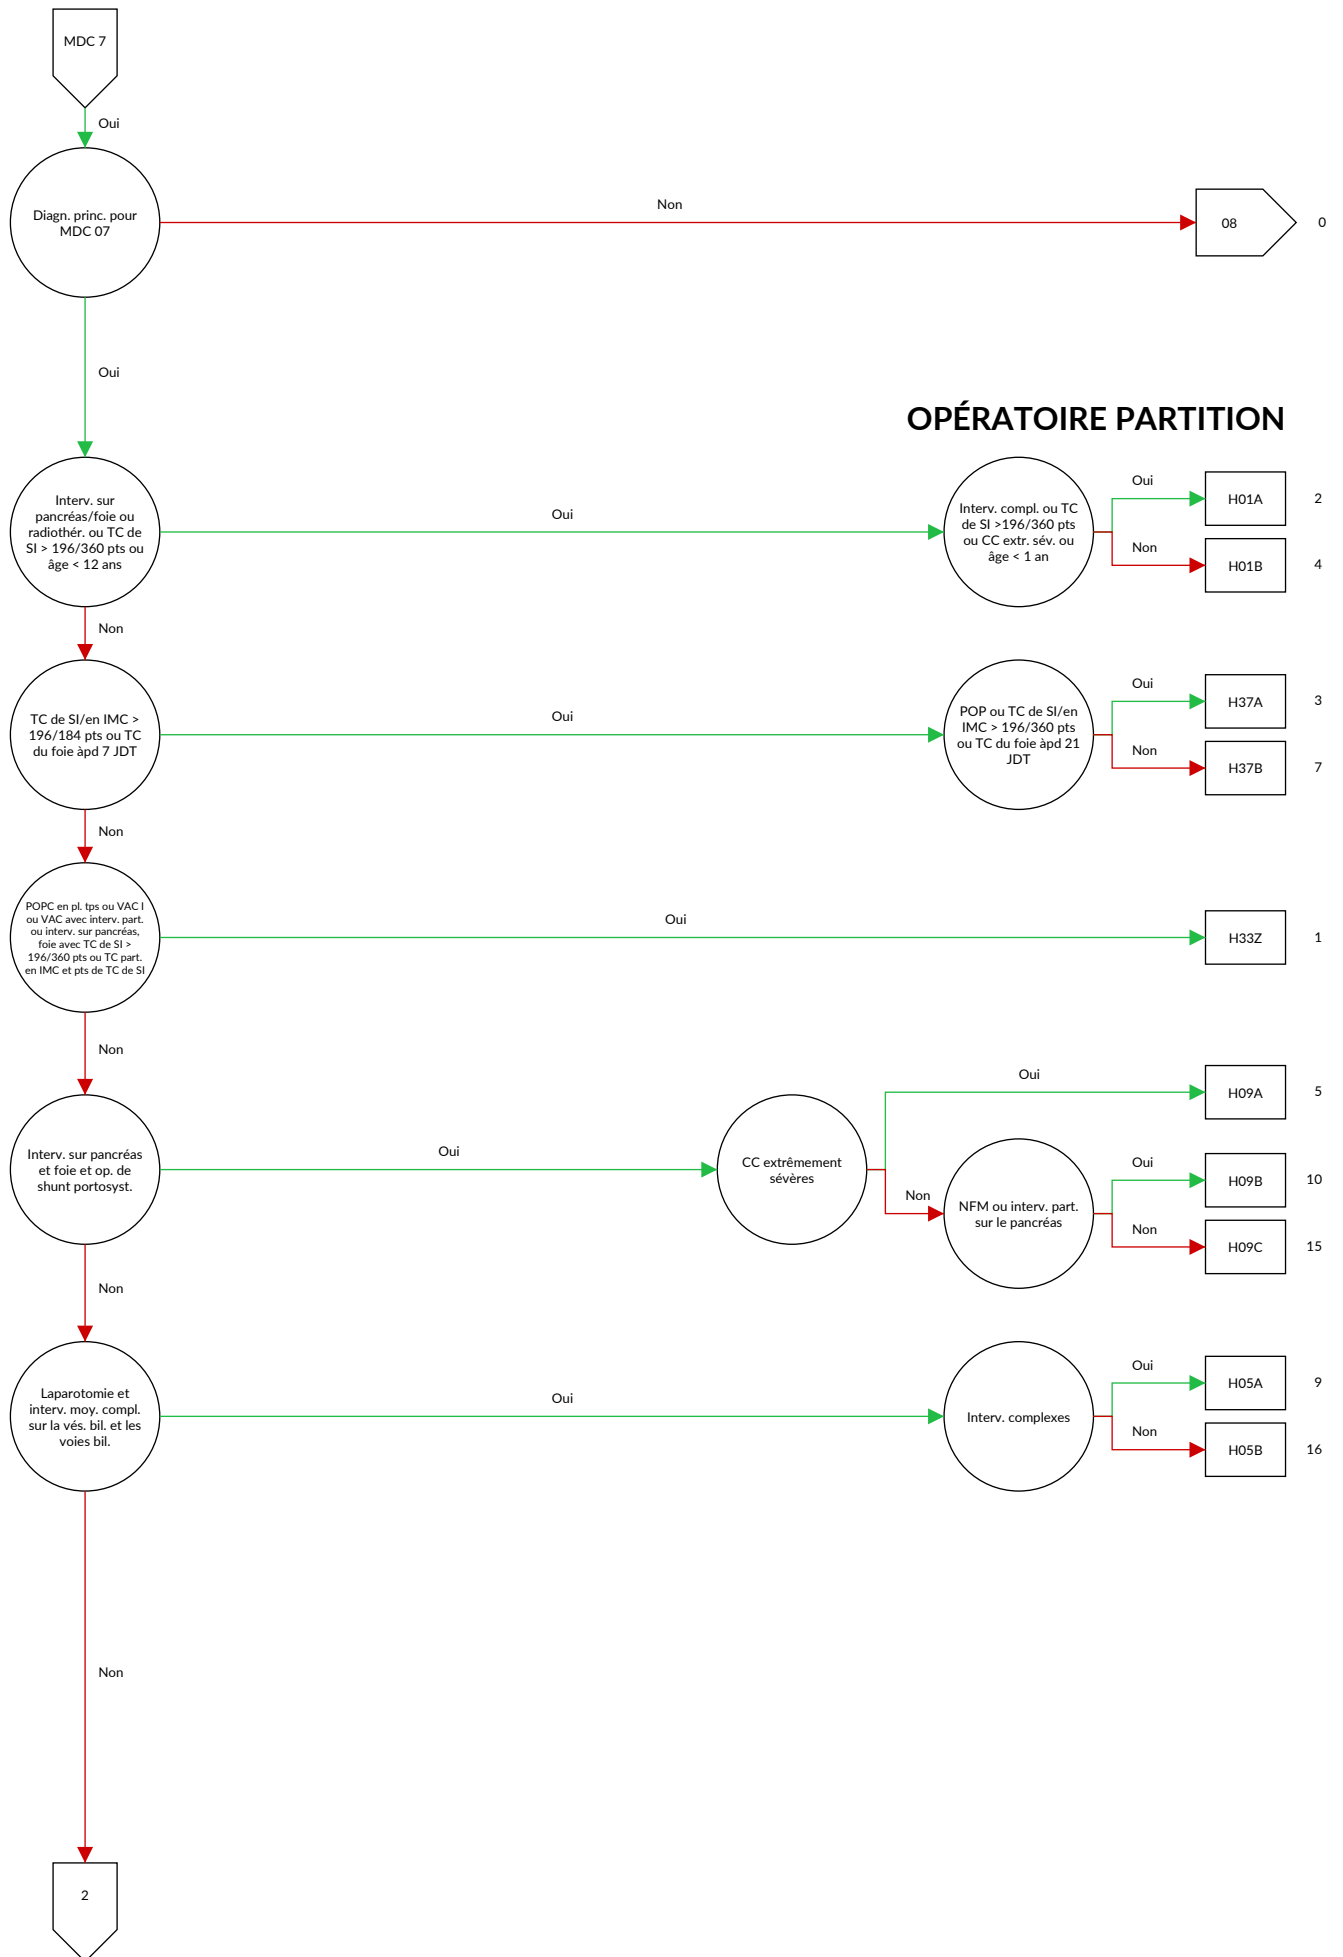 MDC 7
Oui
Diagn. princ. pour
MDC 07
Non
08
0
Oui
OPÉRATOIRE PARTITION
Interv. sur
pancréas/foie ou
radiothér. ou TC de
SI > 196/360 pts ou
âge < 12 ans
Oui
Interv. compl. ou TC
de SI >196/360 pts
ou CC extr. sév. ou
âge < 1 an
Oui
H01A
2
Non
H01B
4
Non
TC de SI/en IMC >
196/184 pts ou TC
du foie àpd 7 JDT
Oui
POP ou TC de SI/en
IMC > 196/360 pts
ou TC du foie àpd 21
JDT
Oui
H37A
3
Non
H37B
7
Non
POPC en pl. tps ou VAC I
ou VAC avec interv. part.
ou interv. sur pancréas,
foie avec TC de SI >
196/360 pts ou TC part.
en IMC et pts de TC de SI
Oui
H33Z
1
Non
Interv. sur pancréas
et foie et op. de
shunt portosyst.
Oui
CC extrêmement
sévères
Oui
H09A
5
Non
NFM ou interv. part.
sur le pancréas
Oui
H09B
10
Non
H09C
15
Non
Laparotomie et
interv. moy. compl.
sur la vés. bil. et les
voies bil.
Oui
Interv. complexes
Oui
H05A
9
Non
H05B
16
Non
2